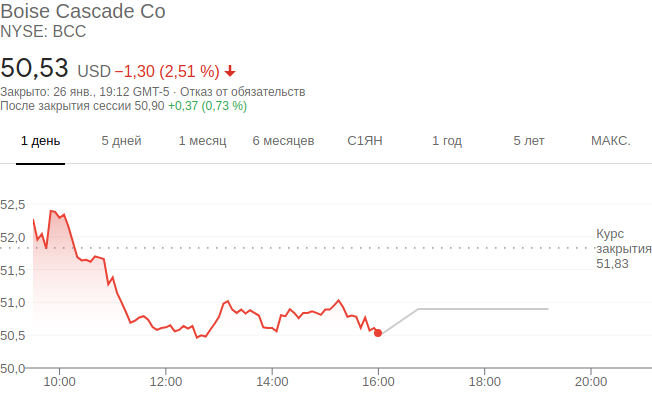 Boise Cascade Co
NYSE: BCC
50,53 USD −1,30 (2,51 %)
Закрыто: 26 янв., 19:12 GMT-5 · Отказ от обязательств
После закрытия сессии 50,90 +0,37 (0,73 %)
1 день 5 дней 1 месяц 6 месяцев С1ЯН 1 год 5 лет МАКС.
52,5
52,0
51,5
51,0
50,5
50,0
Курс
закрытия
51,83
10:00 12:00 14:00 16:00 18:00 20:00